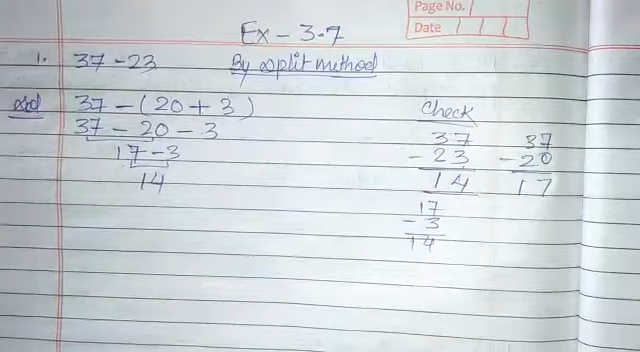 Page No.
Date
Ex - 3.7
1. 37 - 23 By split method
Sol 37 - (20 + 3)
37 - 20 - 3
17 - 3
14
Check
37
- 23
14
37
- 20
17
17
- 3
14